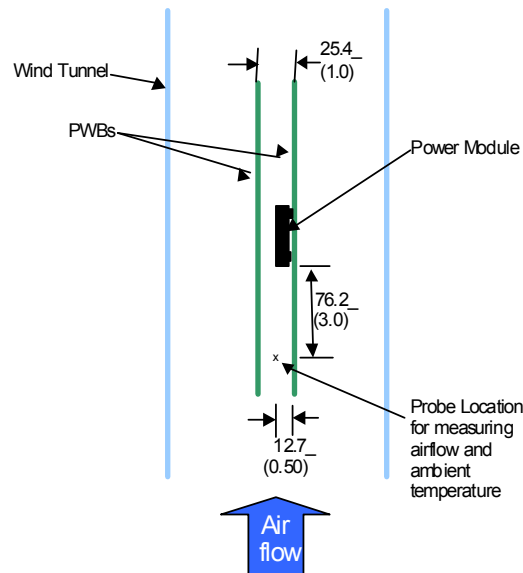 25.4_
(1.0)
Wind Tunnel
PWBs
Power Module
76.2_
(3.0)
x
Probe Location
for measuring
airflow and
ambient
temperature
12.7_
(0.50)
Air
flow